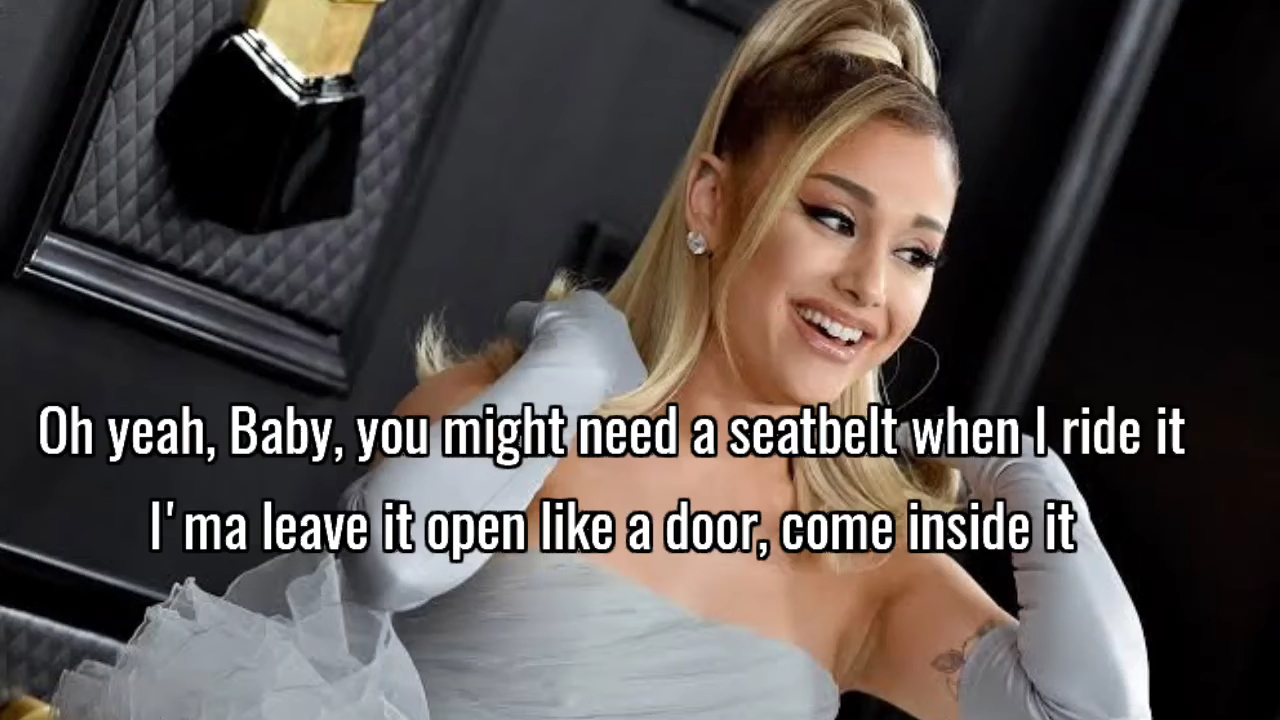 Oh yeah, Baby, you might need a seatbelt when I ride it
I'ma leave it open like a door, come inside it